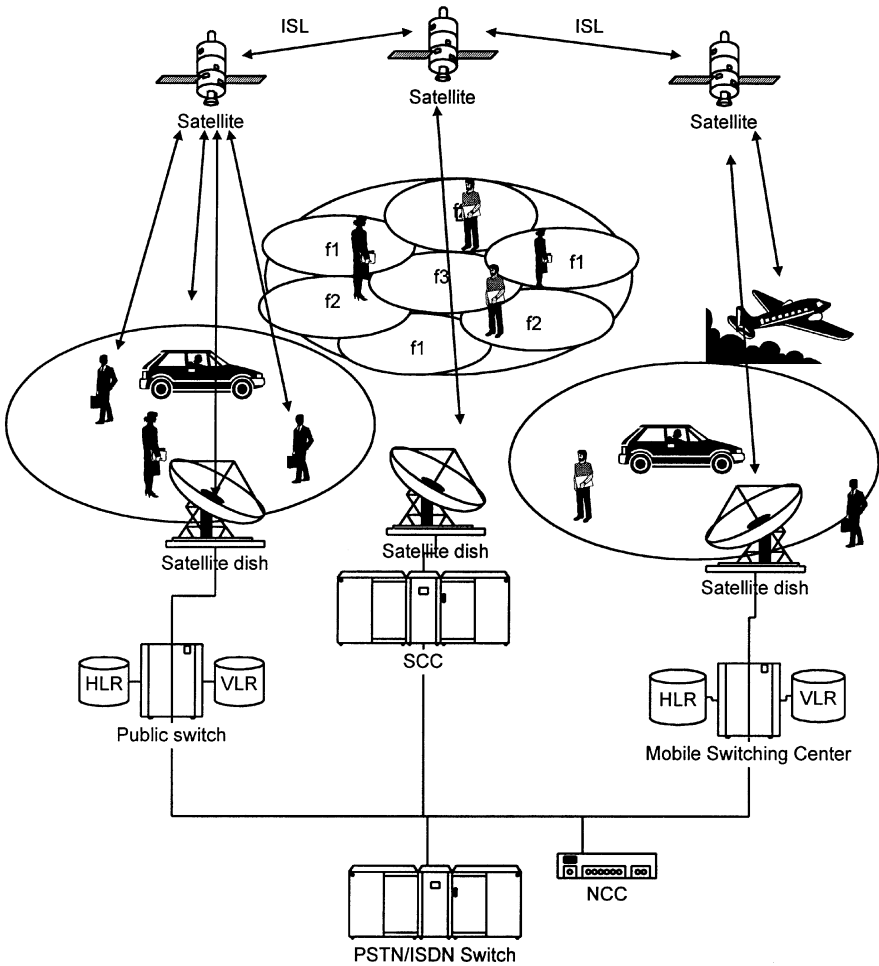 ISL
ISL
Satellite
Satellite
Satellite
f1
f3
f1
f2
f2
f1
Satellite dish
Satellite dish
Satellite dish
SCC
HLR
VLR
HLR
VLR
Public switch
Mobile Switching Center
NCC
PSTN/ISDN Switch